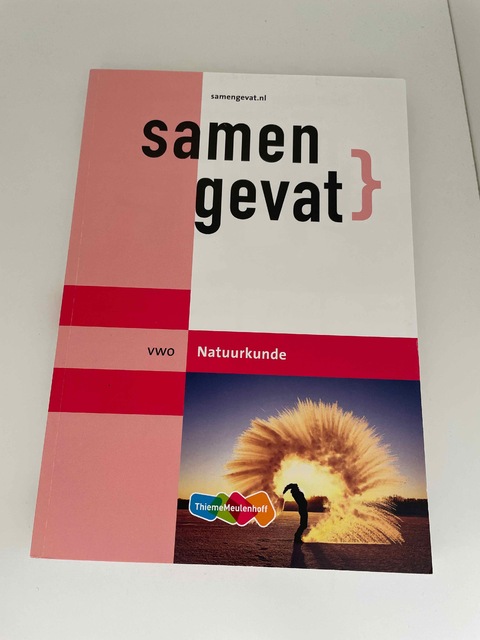 samengevat.nl
samen
gevat}
vwo
Natuurkunde
ThiemeMeulenhoff